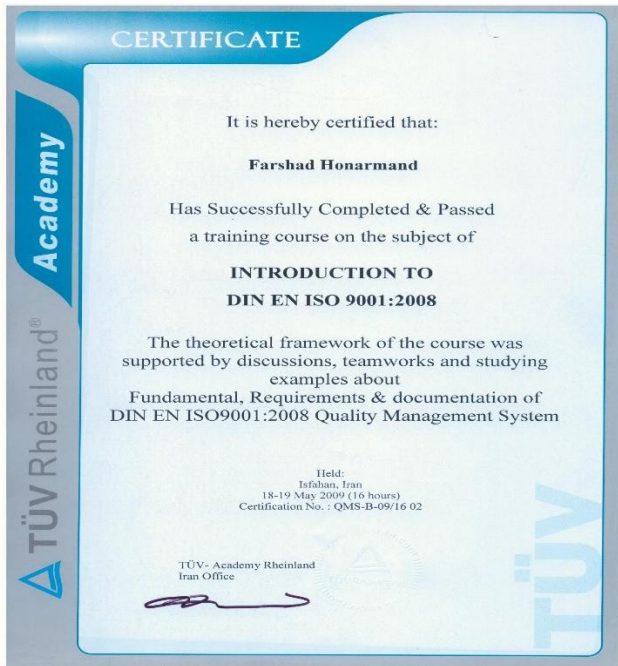 CERTIFICATE
Academy
TÜV Rheinland®
It is hereby certified that:
Farshad Honarmand
Has Successfully Completed & Passed
a training course on the subject of
INTRODUCTION TO
DIN EN ISO 9001:2008
The theoretical framework of the course was
supported by discussions, teamworks and studying
examples about
Fundamental, Requirements & documentation of
DIN EN ISO9001:2008 Quality Management System
Held:
Isfahan, Iran
18-19 May 2009 (16 hours)
Certification No. : QMS-B-09/16 02
TÜV- Academy Rheinland
Iran Office
TÜV